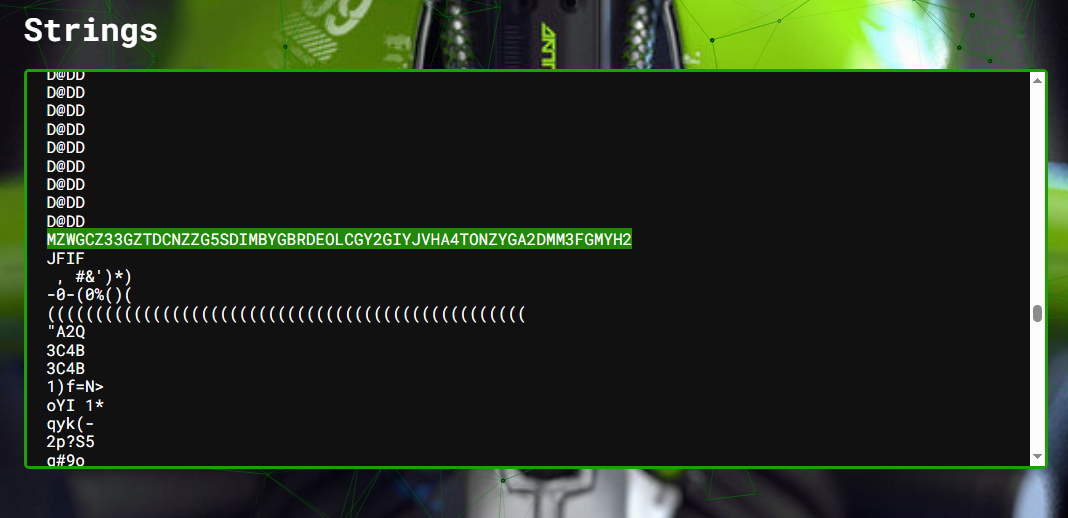 Strings
D@DD
D@DD
D@DD
D@DD
D@DD
D@DD
D@DD
D@DD
D@DD
MZWGCZ33GZTDCNZZG5SDIMBYGBRDEOLCGY2GIYJVHA4TONZYGA2DMM3FGMYH2
JFIF
 , #&')*)
-0-(0%()(
((((((((((((((((((((((((((((((((((((((((((((((((((
"A2Q
3C4B
3C4B
1)f=N>
oYI 1*
qyk(-
2p?S5
q#9o